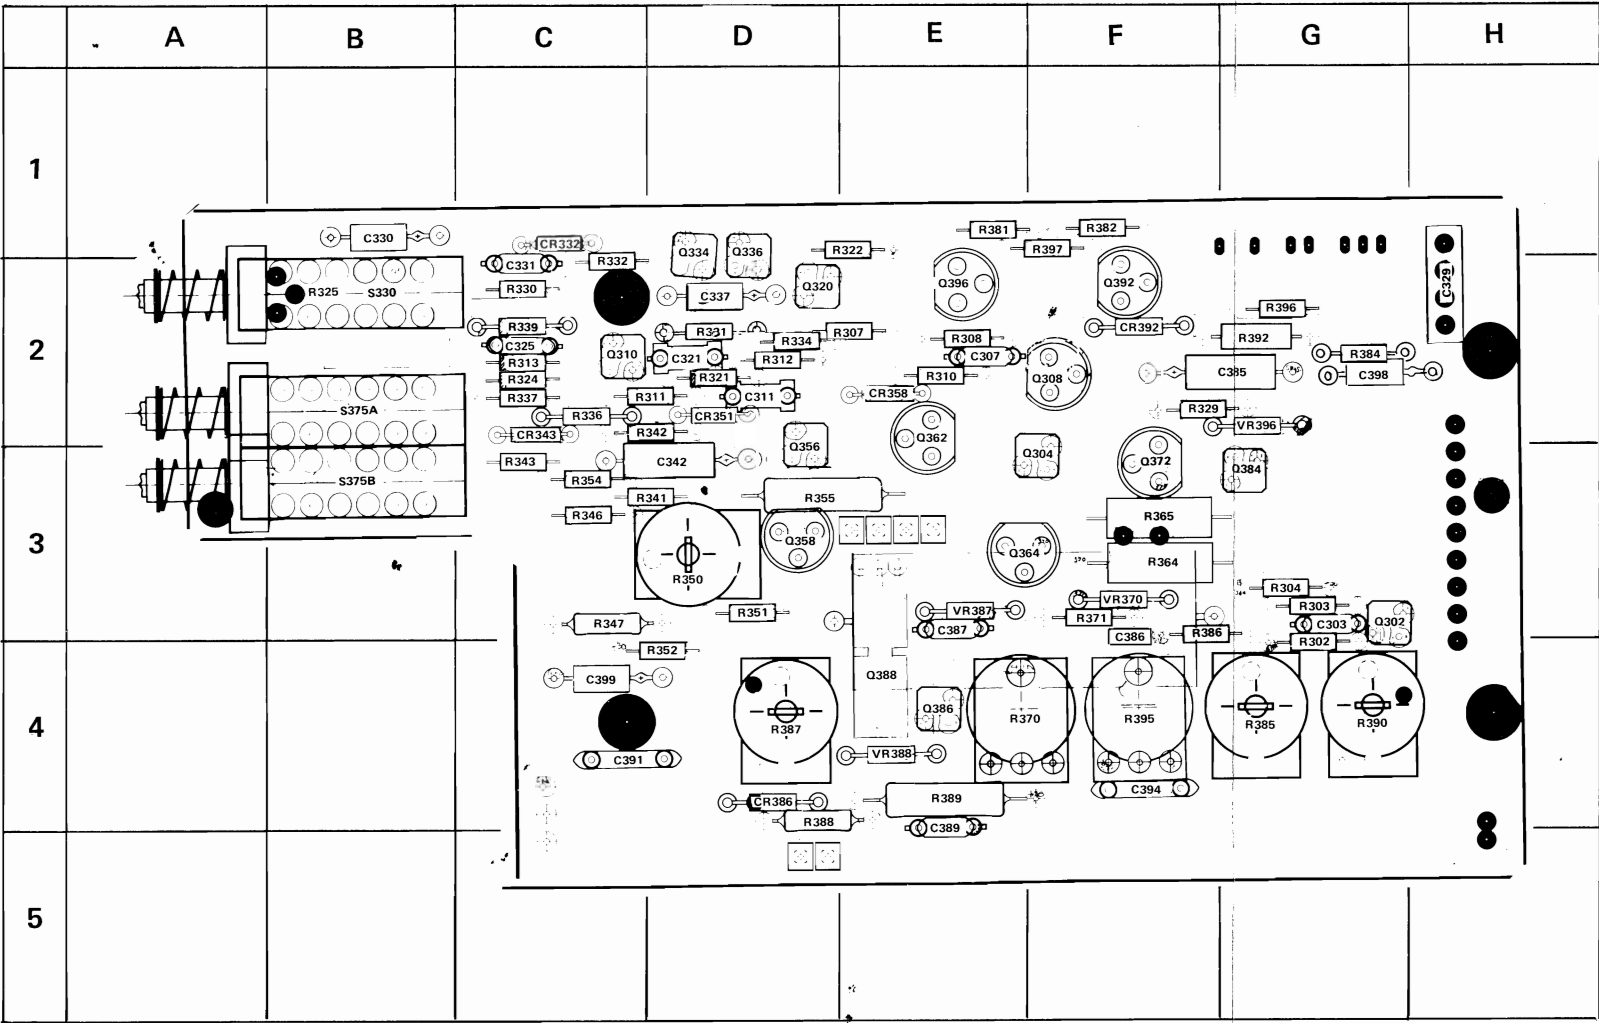 A B C D E F G H
1
R381 R382
C330 CR332 Q334 Q336 R322 R397
C331 R332
R325 S330 R330 C337 Q320 Q396 Q392 C329
R396
R339 R331 R307 CR392
C325 Q310 R334 R308 R392
2
R313 C321 R312 C307 R384
R324 R321 R310 Q308 C385 C398
R337 R311 C311 CR358
S375A R336 CR351 R329
CR343 R342 Q362 VR396
Q356 Q304
R343 C342 Q372 Q384
S375B R354
R341 R355
R346 R365
3
Q358 Q364
R350 R364
R304
VR370 R303
R351 VR387 R371
R347 C387 C386 R386 C303 Q302
R302
R352
C399 Q388
Q386
4
R387 R370 R395 R385 R390
C391 VR388
C394
CR386 R389
R388 C389
5